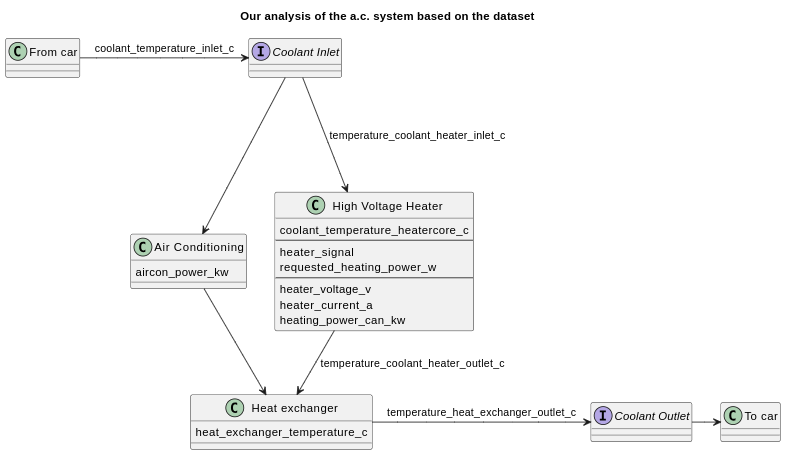 Our analysis of the a.c. system based on the dataset
C From car
coolant_temperature_inlet_c
I Coolant Inlet
temperature_coolant_heater_inlet_c
C High Voltage Heater
coolant_temperature_heatercore_c
heater_signal
requested_heating_power_w
heater_voltage_v
heater_current_a
heating_power_can_kw
C Air Conditioning
aircon_power_kw
temperature_coolant_heater_outlet_c
C Heat exchanger
heat_exchanger_temperature_c
temperature_heat_exchanger_outlet_c
I Coolant Outlet
C To car